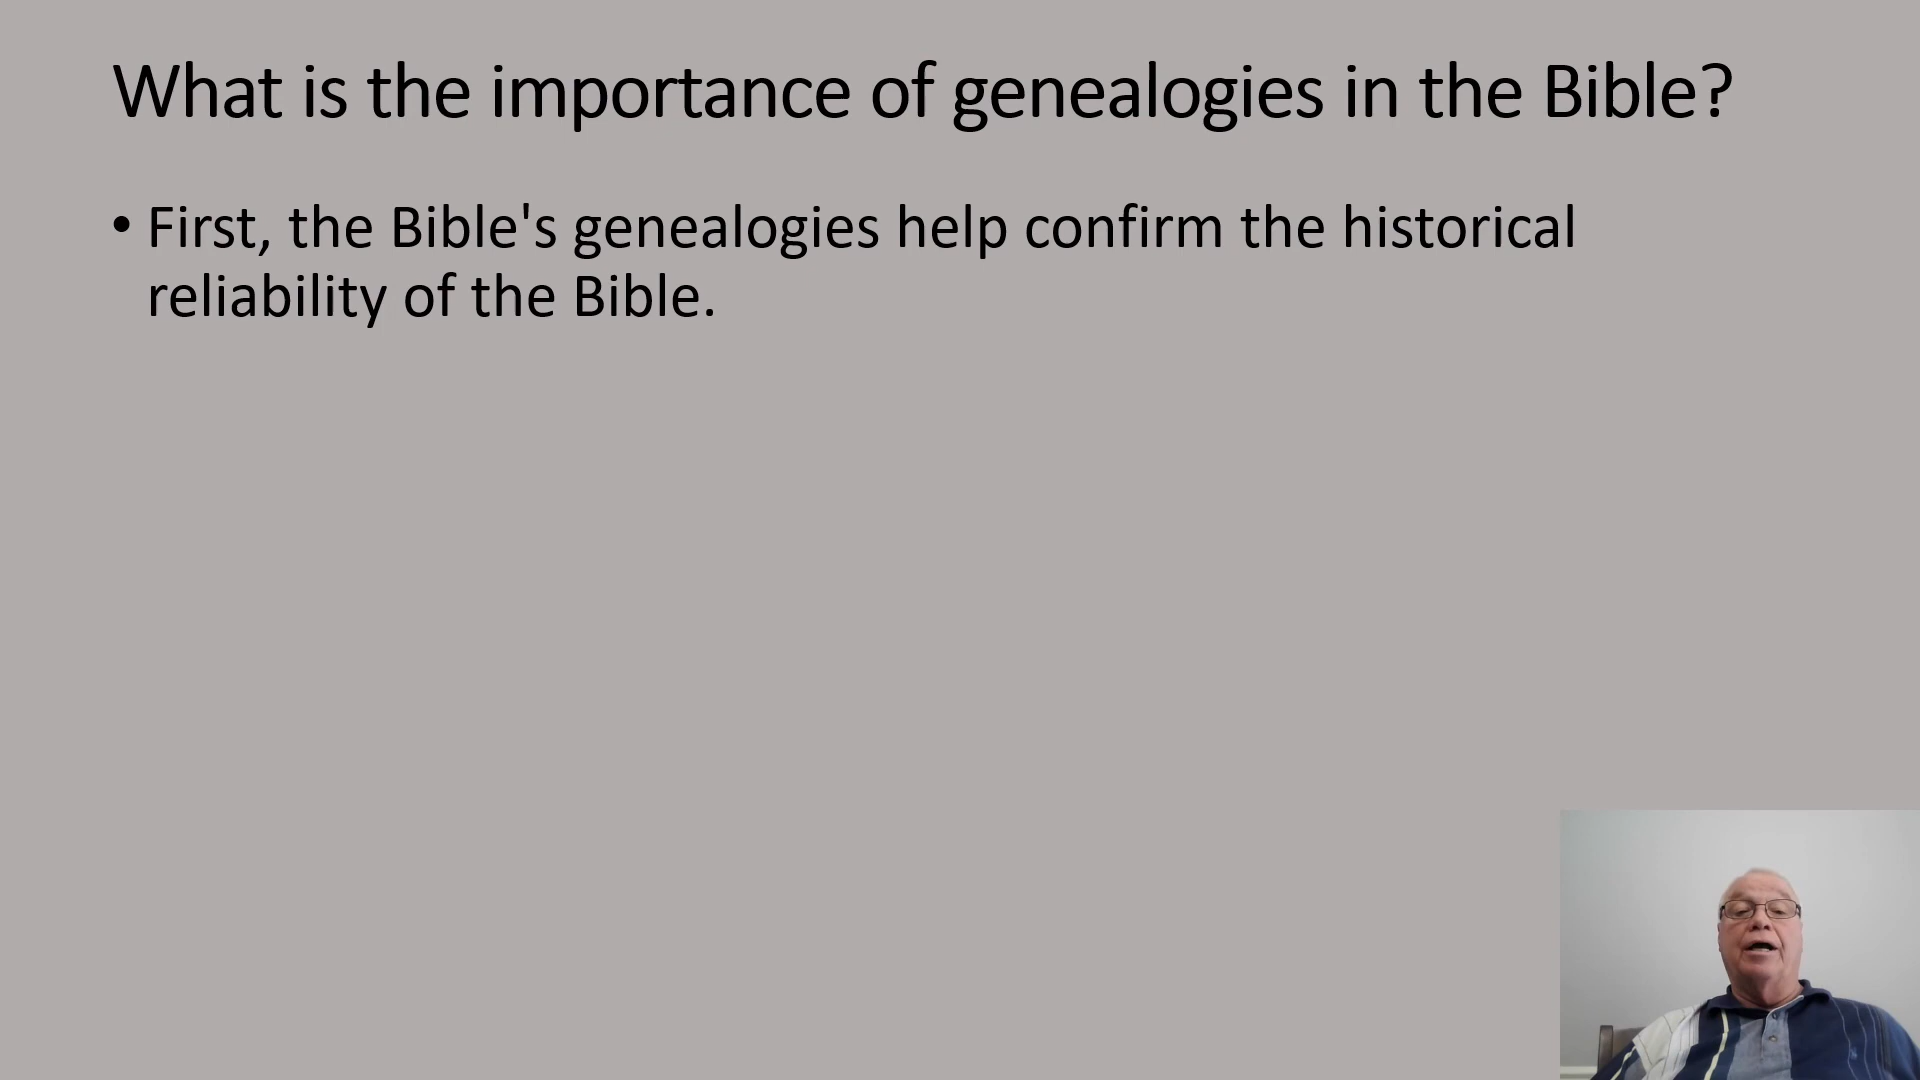 What is the importance of genealogies in the Bible?
• First, the Bible's genealogies help confirm the historical
reliability of the Bible.